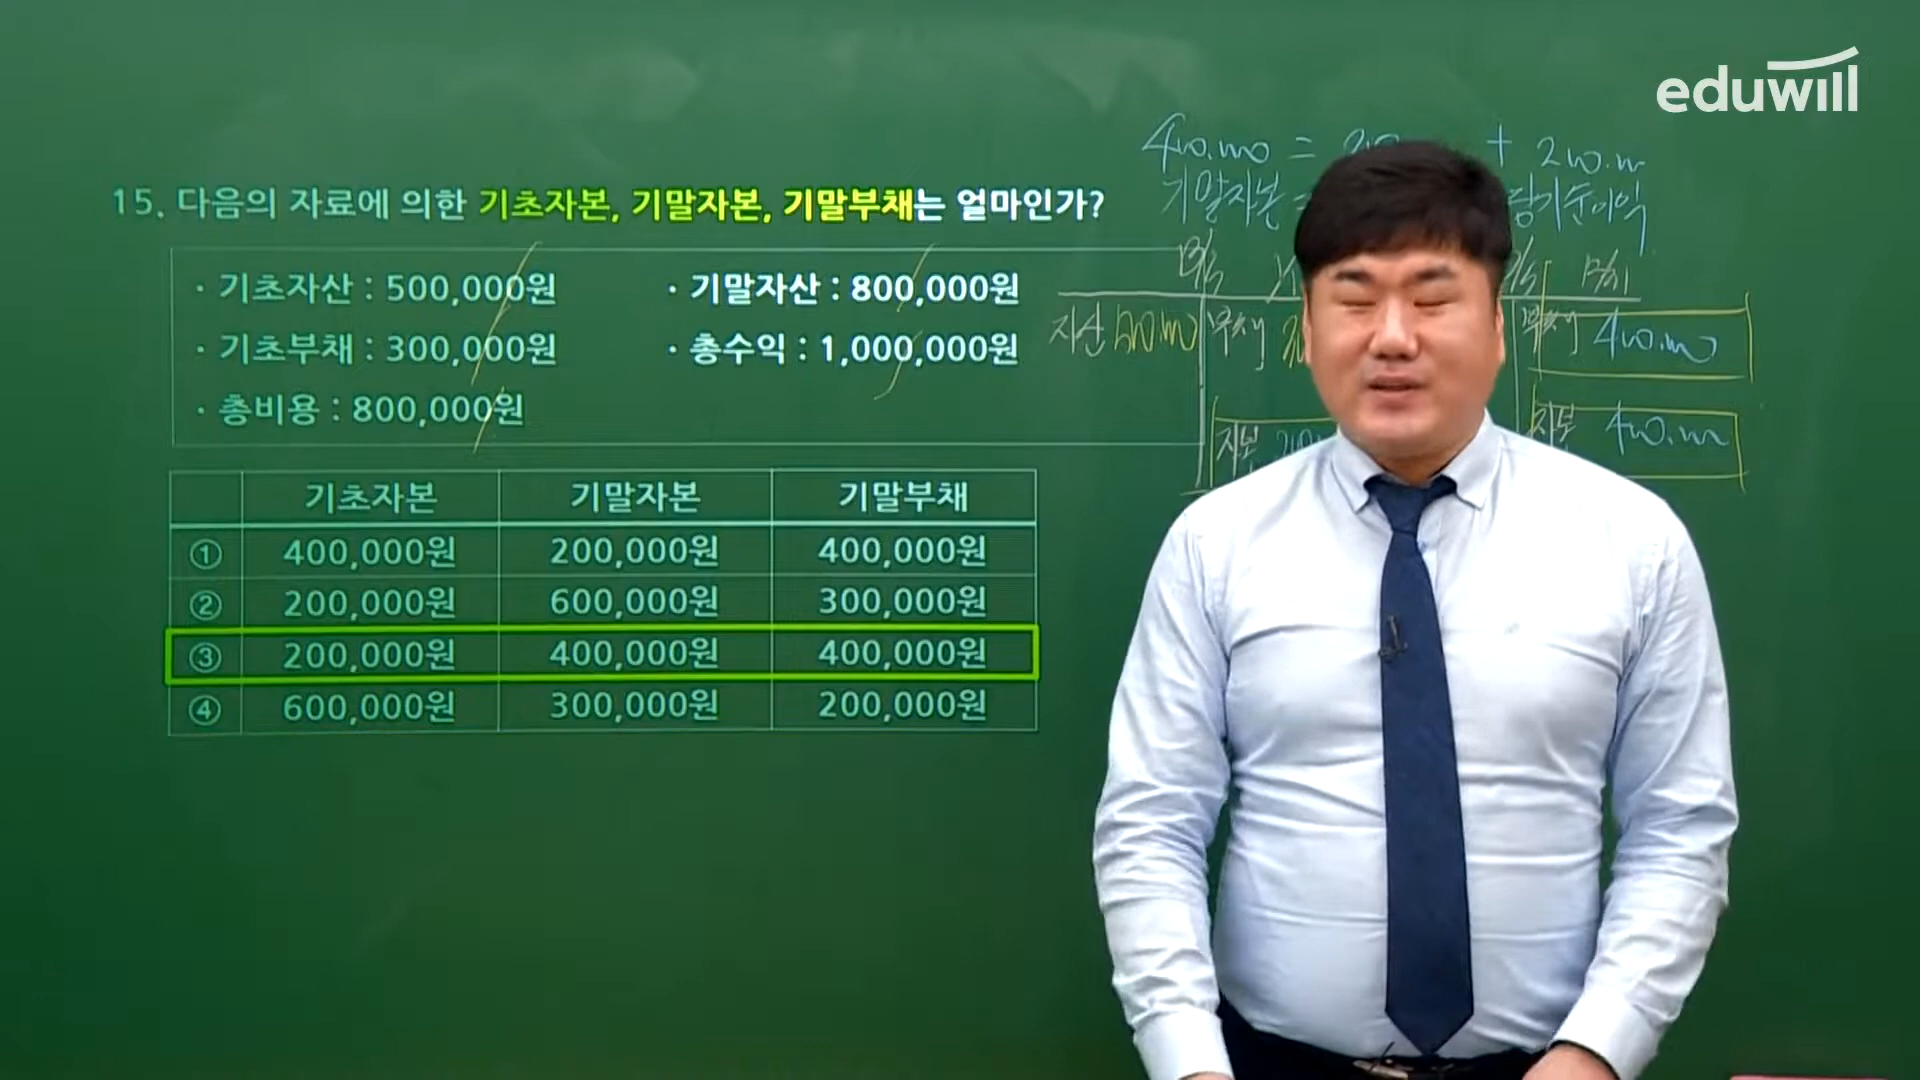 eduwill
400,000 = + 200,000
15. 다음의 자료에 의한 기초자본, 기말자본, 기말부채는 얼마인가?
기말자본 = 당기순이익
· 기초자산 : 500,000원 · 기말자산 : 800,000원
· 기초부채 : 300,000원 · 총수익 : 1,000,000원
· 총비용 : 800,000원
B/S 12/31
자산 부채 부채 400,000
자본 자본 400,000
기초자본 기말자본 기말부채
① 400,000원 200,000원 400,000원
② 200,000원 600,000원 300,000원
③ 200,000원 400,000원 400,000원
④ 600,000원 300,000원 200,000원